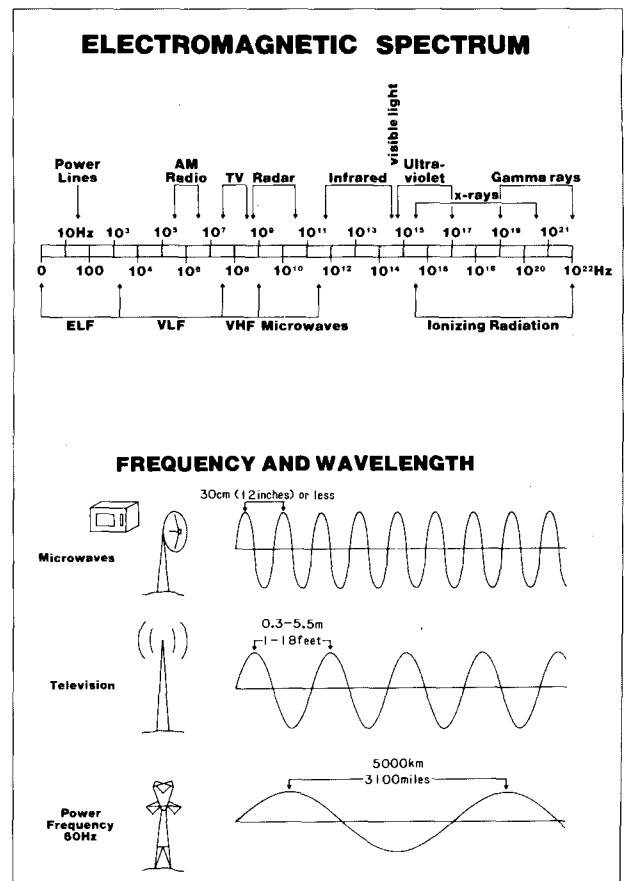 ELECTROMAGNETIC SPECTRUM
visible light
Power Lines
AM Radio
TV
Radar
Infrared
Ultra-violet
x-rays
Gamma rays
10Hz 10³ 10⁵ 10⁷ 10⁹ 10¹¹ 10¹³ 10¹⁵ 10¹⁷ 10¹⁹ 10²¹
0 100 10⁴ 10⁶ 10⁸ 10¹⁰ 10¹² 10¹⁴ 10¹⁶ 10¹⁸ 10²⁰ 10²²Hz
ELF VLF VHF Microwaves Ionizing Radiation
FREQUENCY AND WAVELENGTH
30cm (12inches) or less
Microwaves
0.3-5.5m
1-18feet
Television
5000km
3100miles
Power
Frequency
60Hz